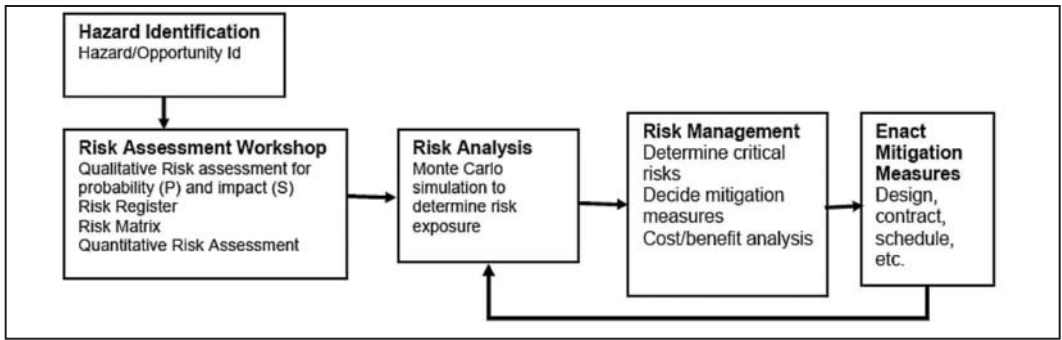 Hazard Identification
Hazard/Opportunity Id
Risk Assessment Workshop
Qualitative Risk assessment for
probability (P) and impact (S)
Risk Register
Risk Matrix
Quantitative Risk Assessment
Risk Analysis
Monte Carlo
simulation to
determine risk
exposure
Risk Management
Determine critical
risks
Decide mitigation
measures
Cost/benefit analysis
Enact
Mitigation
Measures
Design,
contract,
schedule,
etc.